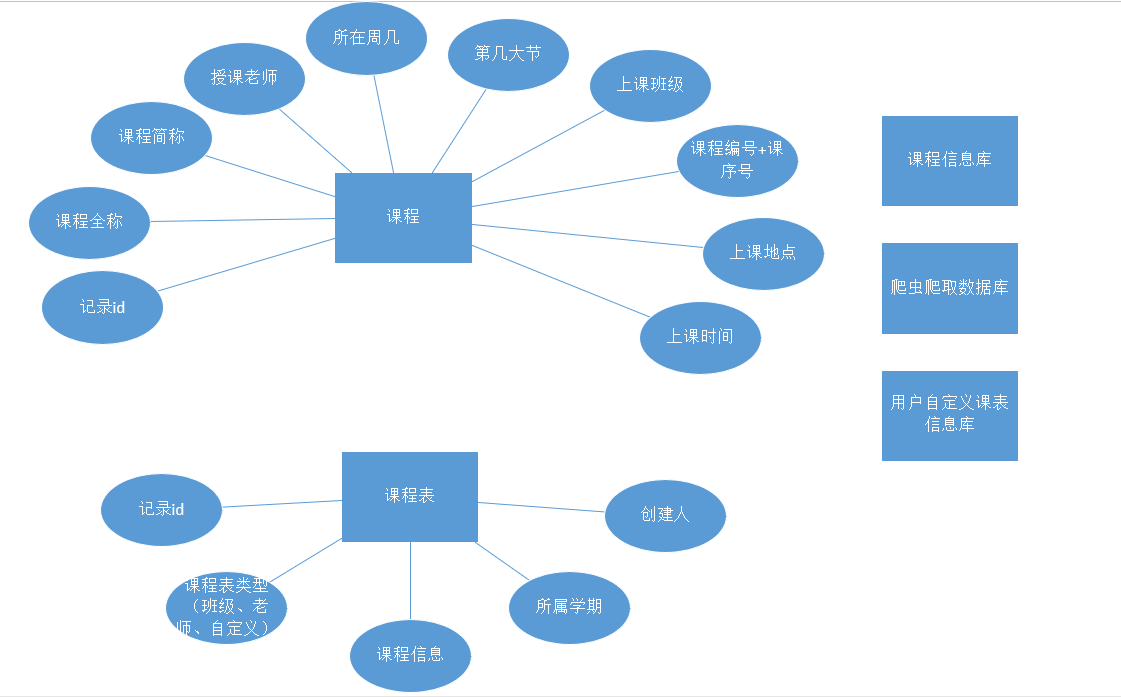 所在周几
第几大节
授课老师
上课班级
课程简称
课程编号+课
序号
课程信息库
课程
课程全称
上课地点
爬虫爬取数据库
记录id
上课时间
用户自定义课表
信息库
课程表
记录id
创建人
课程表类型
（班级、老
师、自定义）
所属学期
课程信息